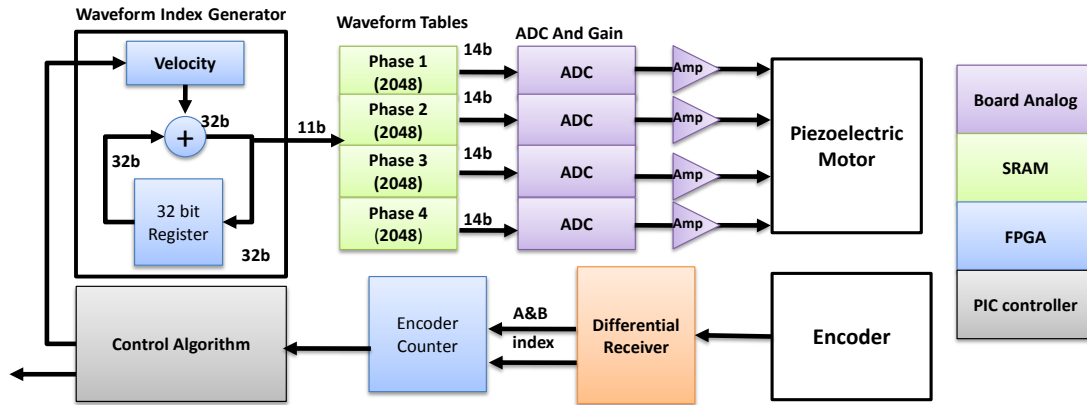 Waveform Index Generator
Waveform Tables
ADC And Gain
Velocity
+
32b
32b
32 bit
Register
32b
11b
Phase 1
(2048)
Phase 2
(2048)
Phase 3
(2048)
Phase 4
(2048)
14b
14b
14b
14b
ADC
ADC
ADC
ADC
Amp
Amp
Amp
Amp
Piezoelectric
Motor
Board Analog
SRAM
FPGA
PIC controller
Control Algorithm
Encoder
Counter
A&B
index
Differential
Receiver
Encoder